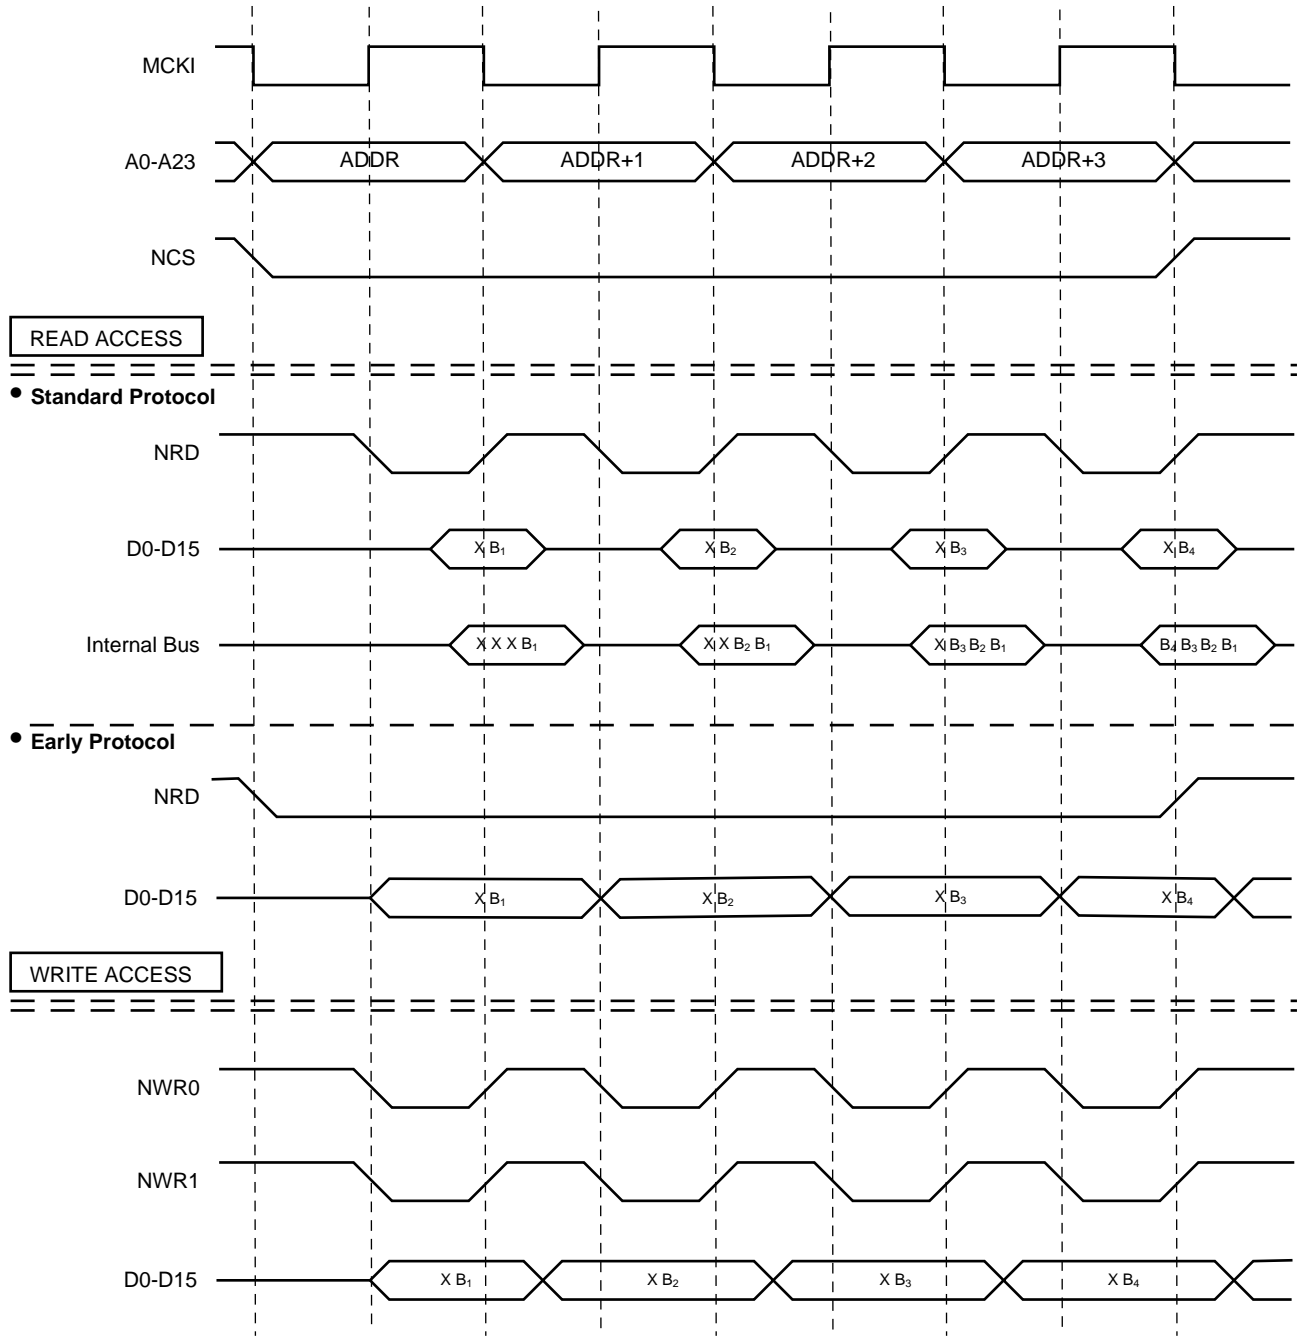 MCKI
A0-A23 ADDR ADDR+1 ADDR+2 ADDR+3
NCS
READ ACCESS
• Standard Protocol
NRD
D0-D15 X B₁ X B₂ X B₃ X B₄
Internal Bus X X X B₁ X X B₂ B₁ X B₃ B₂ B₁ B₄ B₃ B₂ B₁
• Early Protocol
NRD
D0-D15 X B₁ X B₂ X B₃ X B₄
WRITE ACCESS
NWR0
NWR1
D0-D15 X B₁ X B₂ X B₃ X B₄